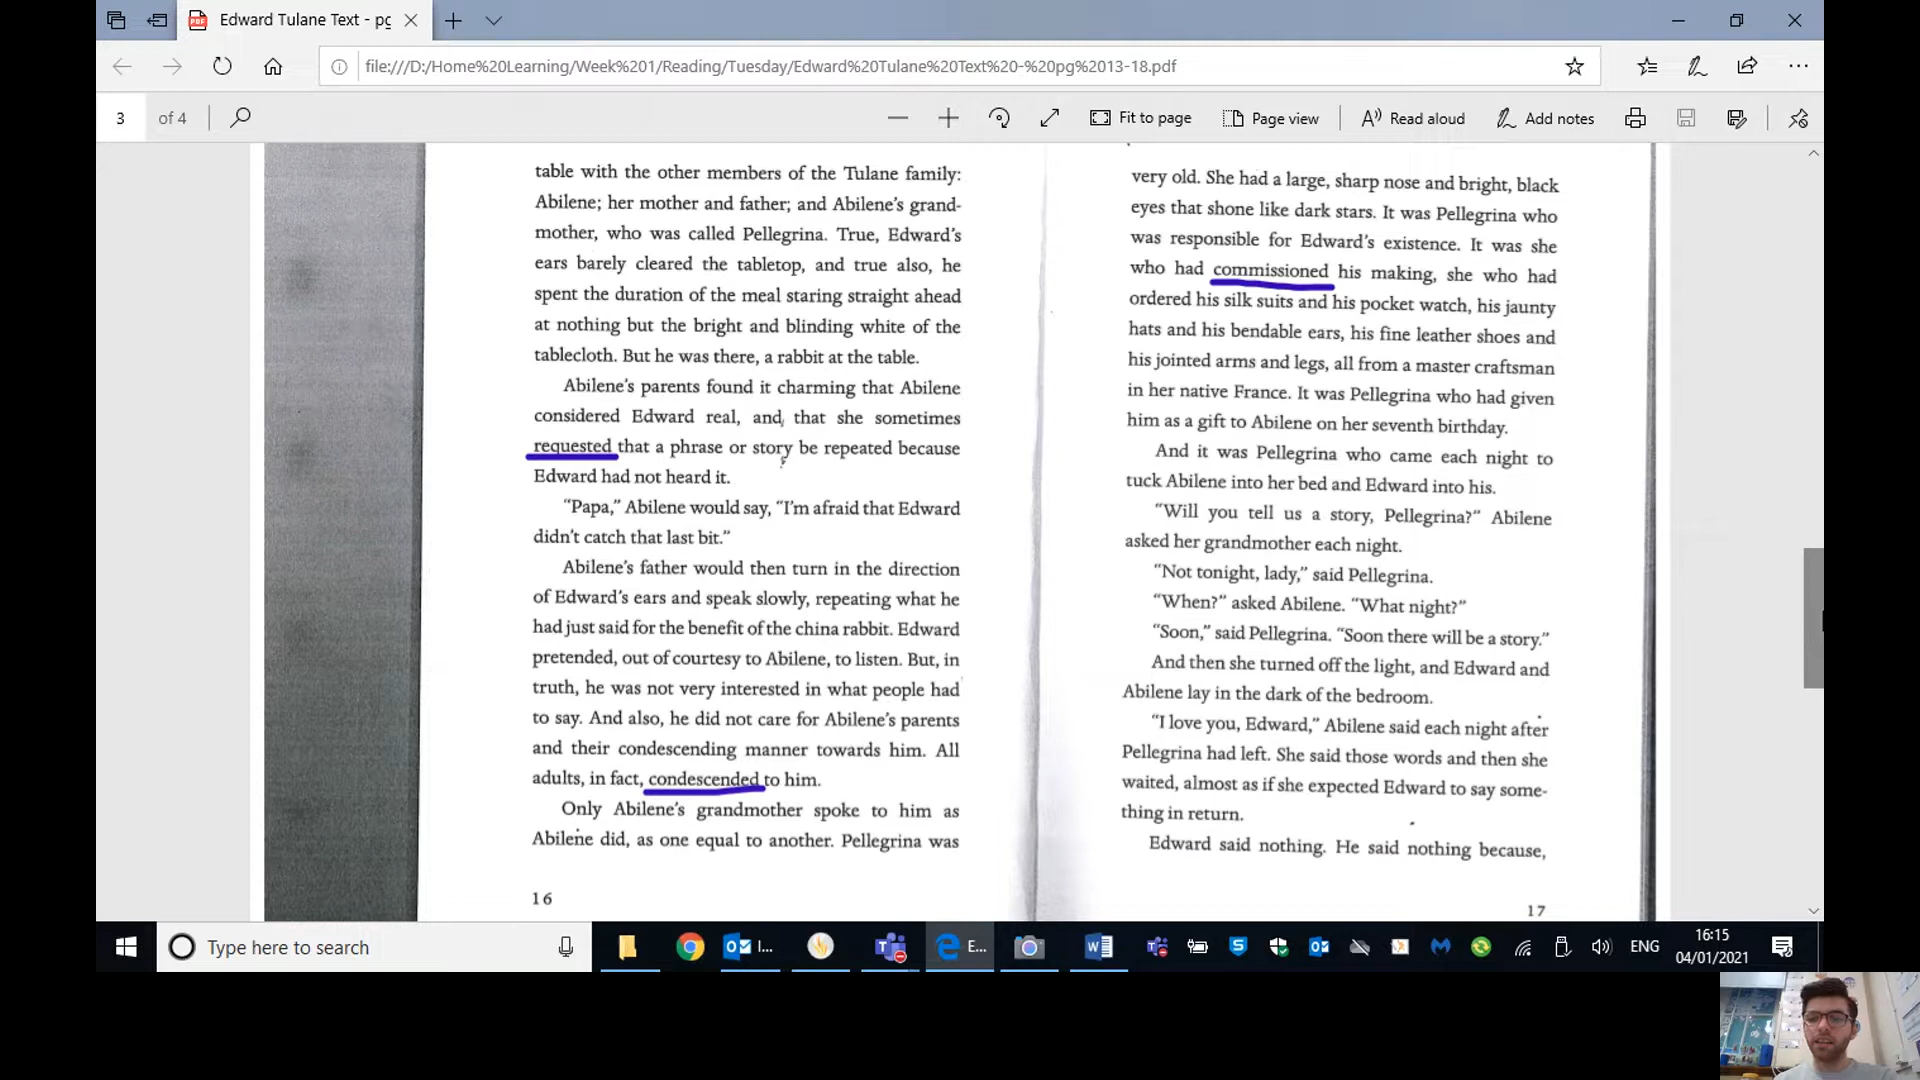 Edward Tulane Text - pg
file:///D:/Home%20Learning/Week%201/Reading/Tuesday/Edward%20Tulane%20Text%20-%20pg%2013-18.pdf
3 of 4
Fit to page
Page view
Read aloud
Add notes
table with the other members of the Tulane family:
Abilene; her mother and father; and Abilene's grand-
mother, who was called Pellegrina. True, Edward's
ears barely cleared the tabletop, and true also, he
spent the duration of the meal staring straight ahead
at nothing but the bright and blinding white of the
tablecloth. But he was there, a rabbit at the table.
Abilene's parents found it charming that Abilene
considered Edward real, and that she sometimes
requested that a phrase or story be repeated because
Edward had not heard it.
“Papa,” Abilene would say, “I'm afraid that Edward
didn't catch that last bit.”
Abilene's father would then turn in the direction
of Edward's ears and speak slowly, repeating what he
had just said for the benefit of the china rabbit. Edward
pretended, out of courtesy to Abilene, to listen. But, in
truth, he was not very interested in what people had
to say. And also, he did not care for Abilene's parents
and their condescending manner towards him. All
adults, in fact, condescended to him.
Only Abilene's grandmother spoke to him as
Abilene did, as one equal to another. Pellegrina was
16
very old. She had a large, sharp nose and bright, black
eyes that shone like dark stars. It was Pellegrina who
was responsible for Edward's existence. It was she
who had commissioned his making, she who had
ordered his silk suits and his pocket watch, his jaunty
hats and his bendable ears, his fine leather shoes and
his jointed arms and legs, all from a master craftsman
in her native France. It was Pellegrina who had given
him as a gift to Abilene on her seventh birthday.
And it was Pellegrina who came each night to
tuck Abilene into her bed and Edward into his.
“Will you tell us a story, Pellegrina?” Abilene
asked her grandmother each night.
“Not tonight, lady,” said Pellegrina.
“When?” asked Abilene. “What night?”
“Soon,” said Pellegrina. “Soon there will be a story.”
And then she turned off the light, and Edward and
Abilene lay in the dark of the bedroom.
“I love you, Edward,” Abilene said each night after
Pellegrina had left. She said those words and then she
waited, almost as if she expected Edward to say some-
thing in return.
Edward said nothing. He said nothing because,
17
Type here to search
I...
E...
ENG
16:15
04/01/2021